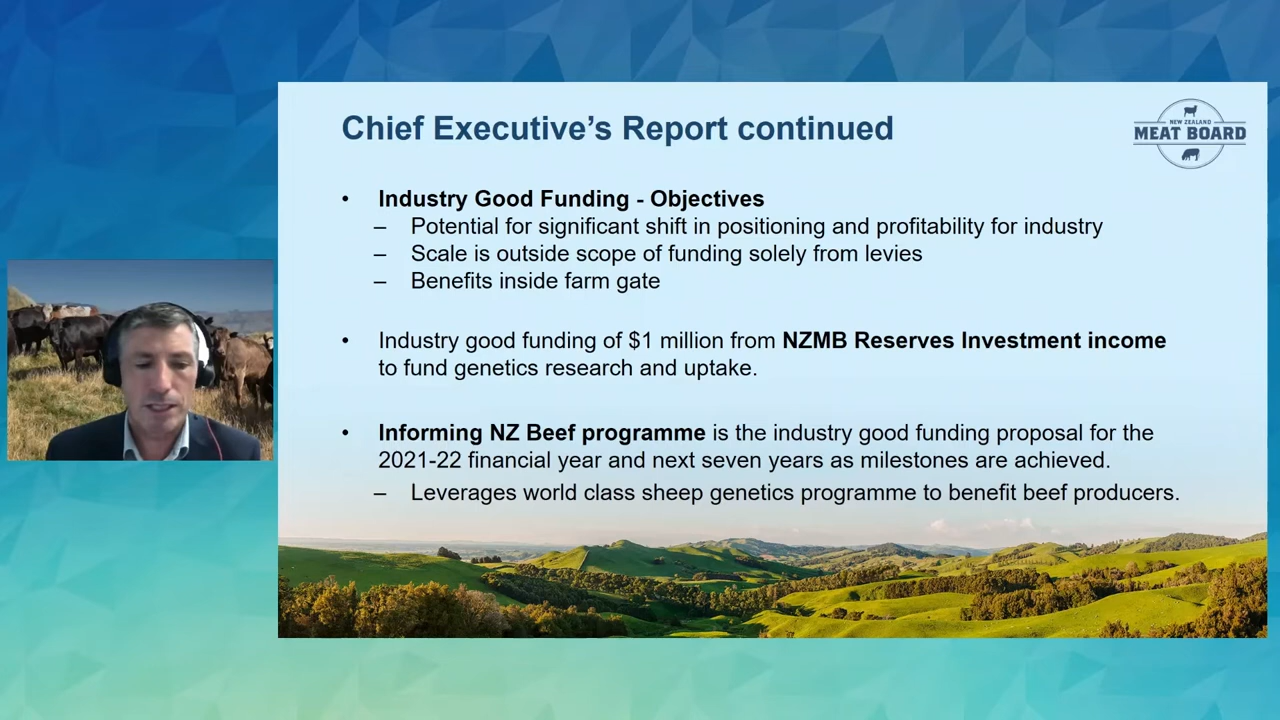 Chief Executive's Report continued
NEW ZEALAND
MEAT BOARD
• Industry Good Funding - Objectives
– Potential for significant shift in positioning and profitability for industry
– Scale is outside scope of funding solely from levies
– Benefits inside farm gate
• Industry good funding of $1 million from NZMB Reserves Investment income
to fund genetics research and uptake.
• Informing NZ Beef programme is the industry good funding proposal for the
2021-22 financial year and next seven years as milestones are achieved.
– Leverages world class sheep genetics programme to benefit beef producers.